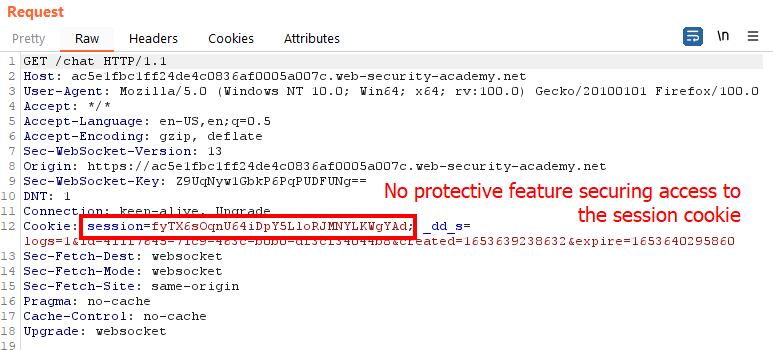 Request
Pretty Raw Headers Cookies Attributes \n
1 GET /chat HTTP/1.1
2 Host: ac5e1fbc1ff24de4c0836af0005a007c.web-security-academy.net
3 User-Agent: Mozilla/5.0 (Windows NT 10.0; Win64; x64; rv:100.0) Gecko/20100101 Firefox/100.0
4 Accept: */*
5 Accept-Language: en-US,en;q=0.5
6 Accept-Encoding: gzip, deflate
7 Sec-WebSocket-Version: 13
8 Origin: https://ac5e1fbc1ff24de4c0836af0005a007c.web-security-academy.net
9 Sec-WebSocket-Key: Z9UqNyw1GbkP6PqPUDFUNg==
10 DNT: 1
No protective feature securing access to
the session cookie
11 Connection: keep-alive, Upgrade
12 Cookie: session=fyTX6sOqnU64iDpY5LloRJMNYLKWgYAd; _dd_s=
&created=1653639238632&expire=1653640295860
13 Sec-Fetch-Dest: websocket
14 Sec-Fetch-Mode: websocket
15 Sec-Fetch-Site: same-origin
16 Pragma: no-cache
17 Cache-Control: no-cache
18 Upgrade: websocket
19